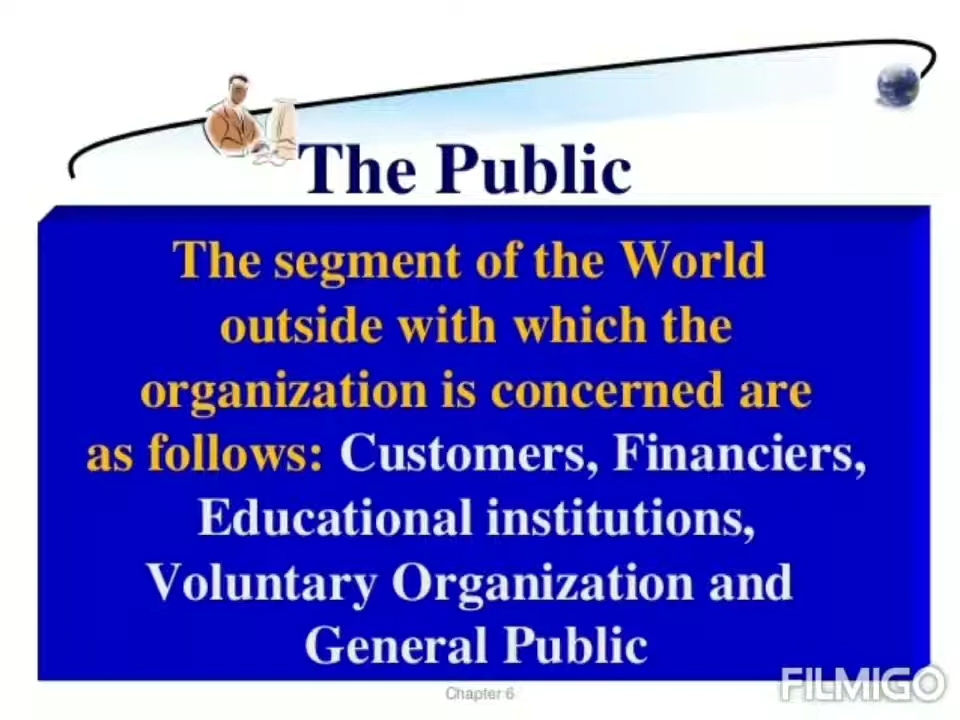 The Public
The segment of the World
outside with which the
organization is concerned are
as follows: Customers, Financiers,
Educational institutions,
Voluntary Organization and
General Public
Chapter 6
FILMIGO